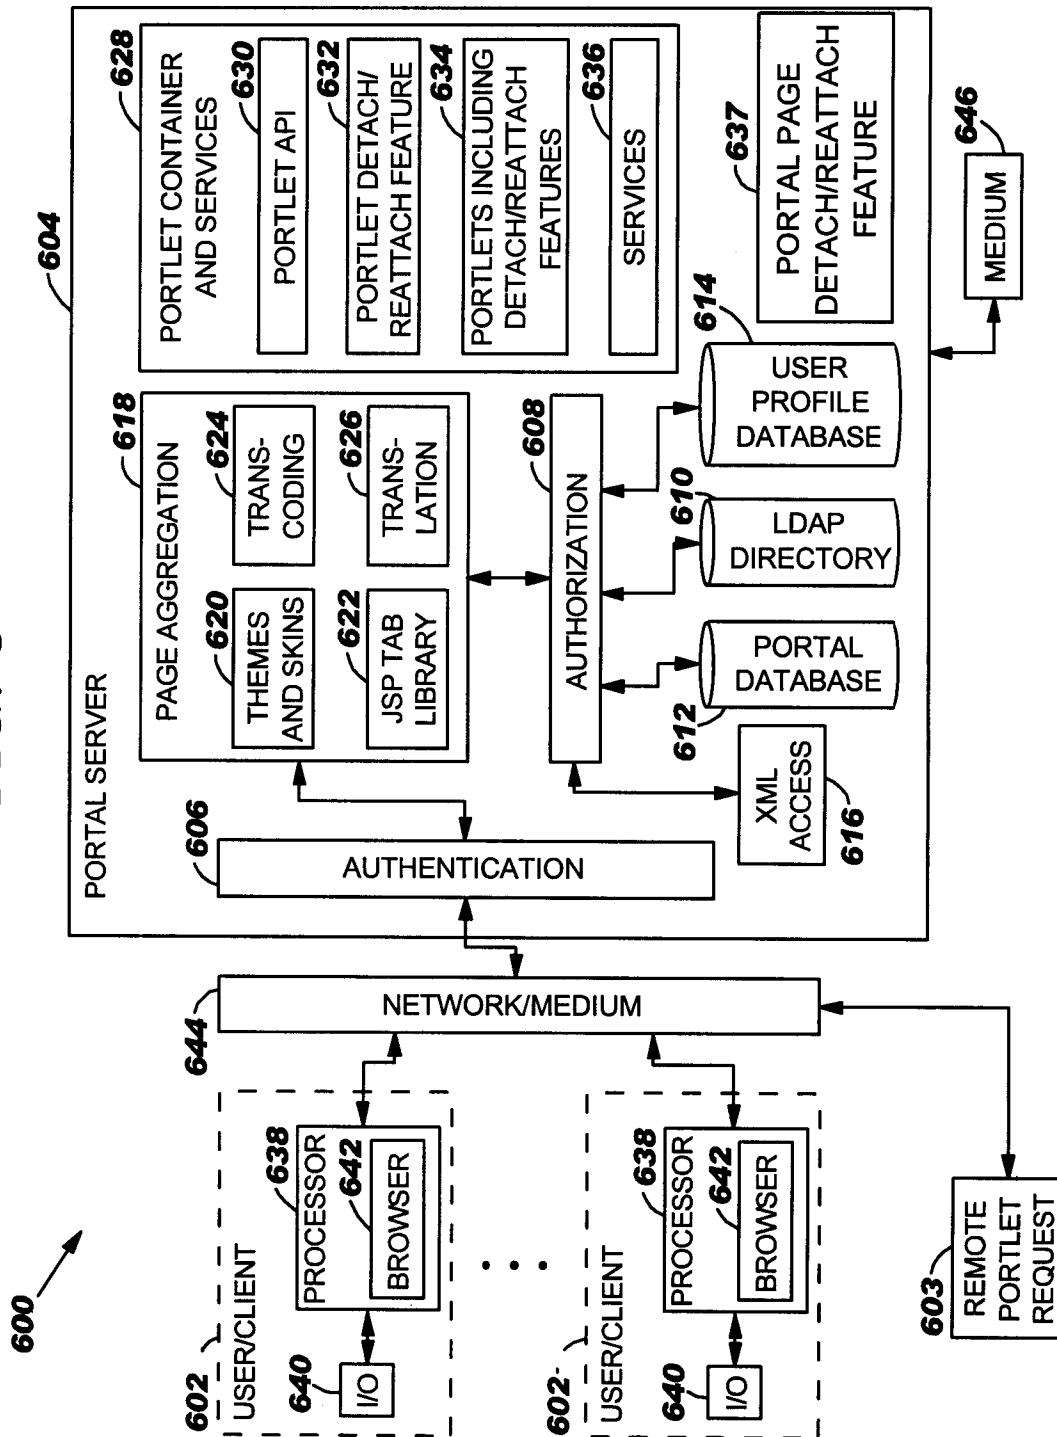 600
604
PORTAL SERVER
606
AUTHENTICATION
618
PAGE AGGREGATION
620
THEMES
AND SKINS
624
TRANS-
CODING
622
JSP TAB
LIBRARY
626
TRANS-
LATION
628
PORTLET CONTAINER
AND SERVICES
630
PORTLET API
632
PORTLET DETACH/
REATTACH FEATURE
634
PORTLETS INCLUDING
DETACH/REATTACH
FEATURES
636
SERVICES
608
AUTHORIZATION
616
XML
ACCESS
612
PORTAL
DATABASE
610
LDAP
DIRECTORY
614
USER
PROFILE
DATABASE
637
PORTAL PAGE
DETACH/REATTACH
FEATURE
646
MEDIUM
644
NETWORK/MEDIUM
602
USER/CLIENT
638
PROCESSOR
642
BROWSER
640
I/O
602
USER/CLIENT
638
PROCESSOR
642
BROWSER
640
I/O
603
REMOTE
PORTLET
REQUEST